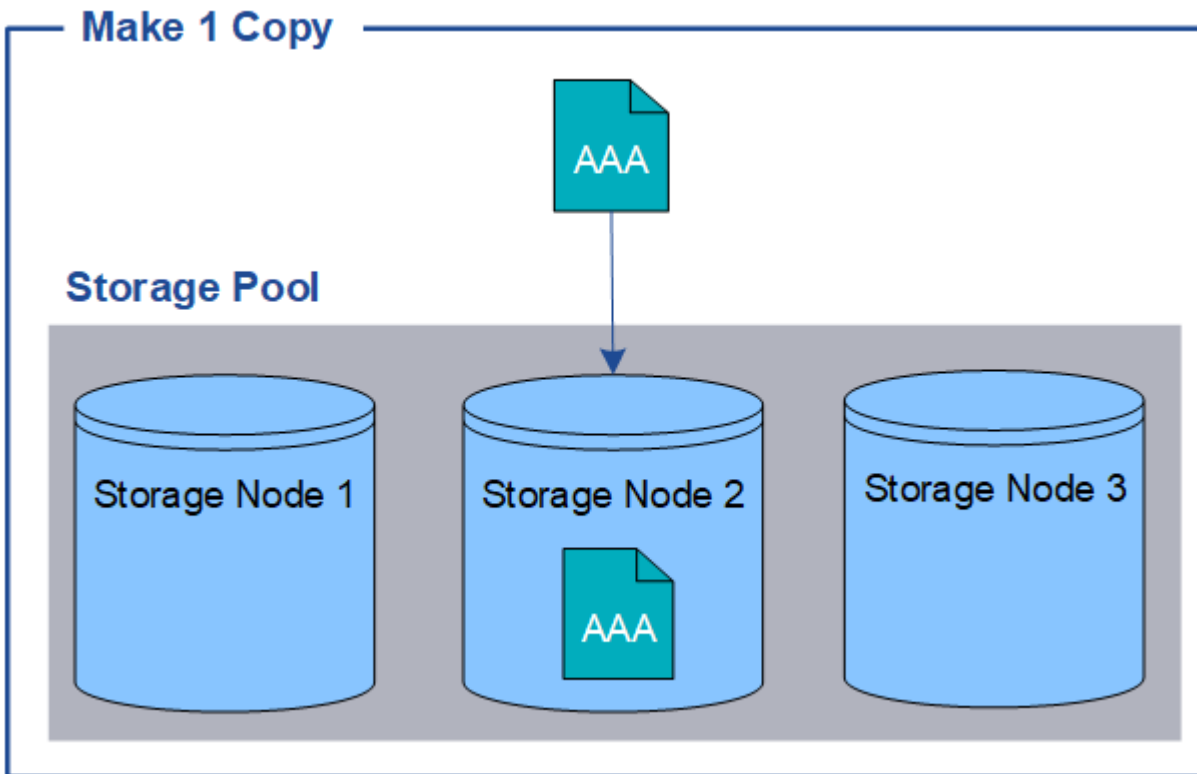 Make 1 Copy
AAA
Storage Pool
Storage Node 1
Storage Node 2
Storage Node 3
AAA